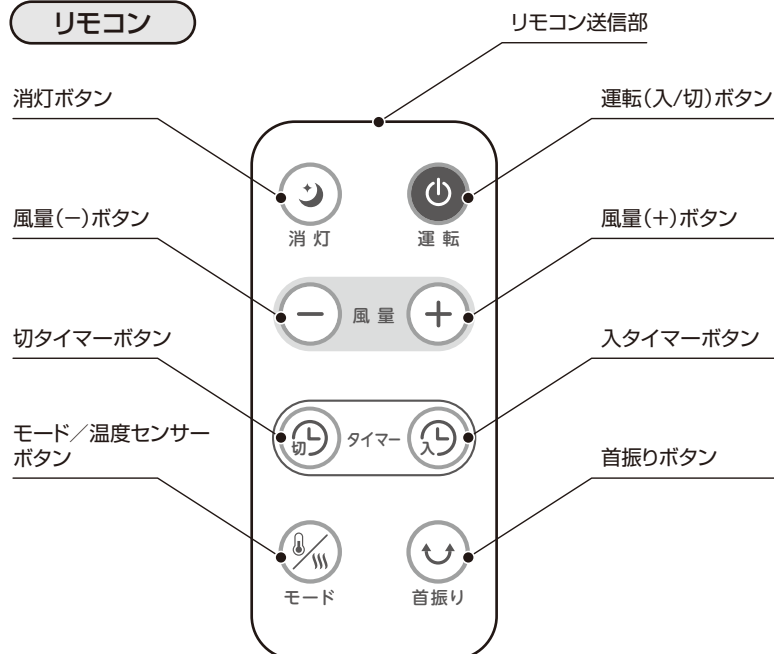 リモコン
リモコン送信部
消灯ボタン
運転(入/切)ボタン
消灯
運転
風量(−)ボタン
風量(+)ボタン
風量
切タイマーボタン
入タイマーボタン
切
タイマー
入
モード/温度センサー
ボタン
首振りボタン
モード
首振り